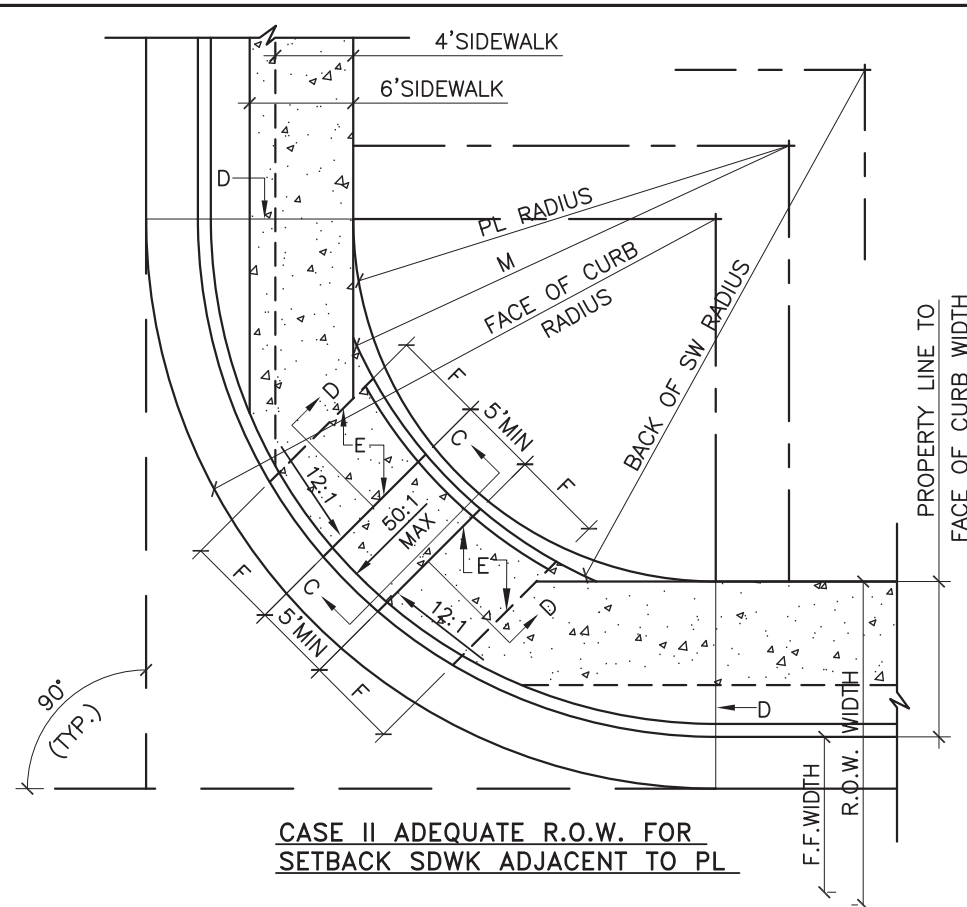 4'SIDEWALK
6'SIDEWALK
D
PL RADIUS
M
FACE OF CURB
RADIUS
BACK OF SW RADIUS
PROPERTY LINE TO
FACE OF CURB WIDTH
F
D
5'MIN
C
E
F
12:1
50:1
MAX
E
D
12:1
F
C
5'MIN
F
D
90°
(TYP.)
F.F.WIDTH
R.O.W. WIDTH
CASE II ADEQUATE R.O.W. FOR
SETBACK SDWK ADJACENT TO PL